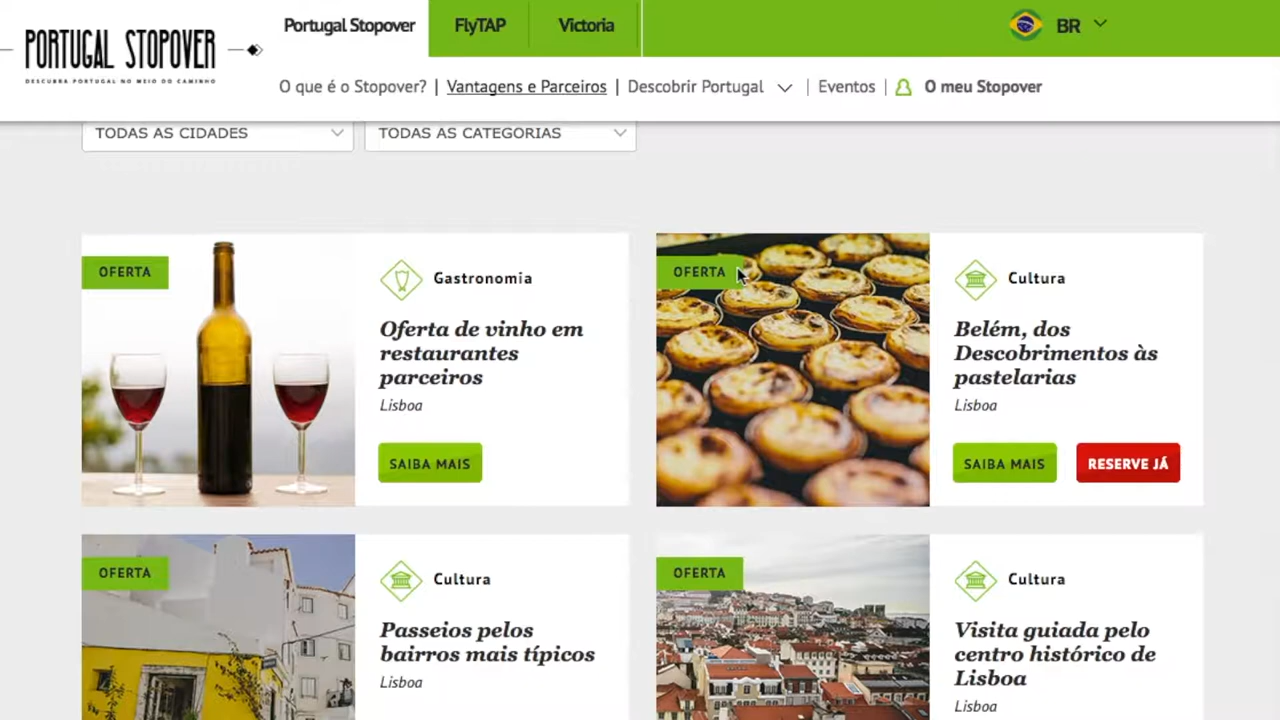 Portugal Stopover
FlyTAP
Victoria
BR
PORTUGAL STOPOVER
DESCUBRA PORTUGAL NO MEIO DO CAMINHO
O que é o Stopover? | Vantagens e Parceiros | Descobrir Portugal | Eventos | O meu Stopover
TODAS AS CIDADES
TODAS AS CATEGORIAS
OFERTA
Gastronomia
Oferta de vinho em
restaurantes
parceiros
Lisboa
SAIBA MAIS
OFERTA
Cultura
Belém, dos
Descobrimentos às
pastelarias
Lisboa
SAIBA MAIS
RESERVE JÁ
OFERTA
Cultura
Passeios pelos
bairros mais típicos
Lisboa
OFERTA
Cultura
Visita guiada pelo
centro histórico de
Lisboa
Lisboa